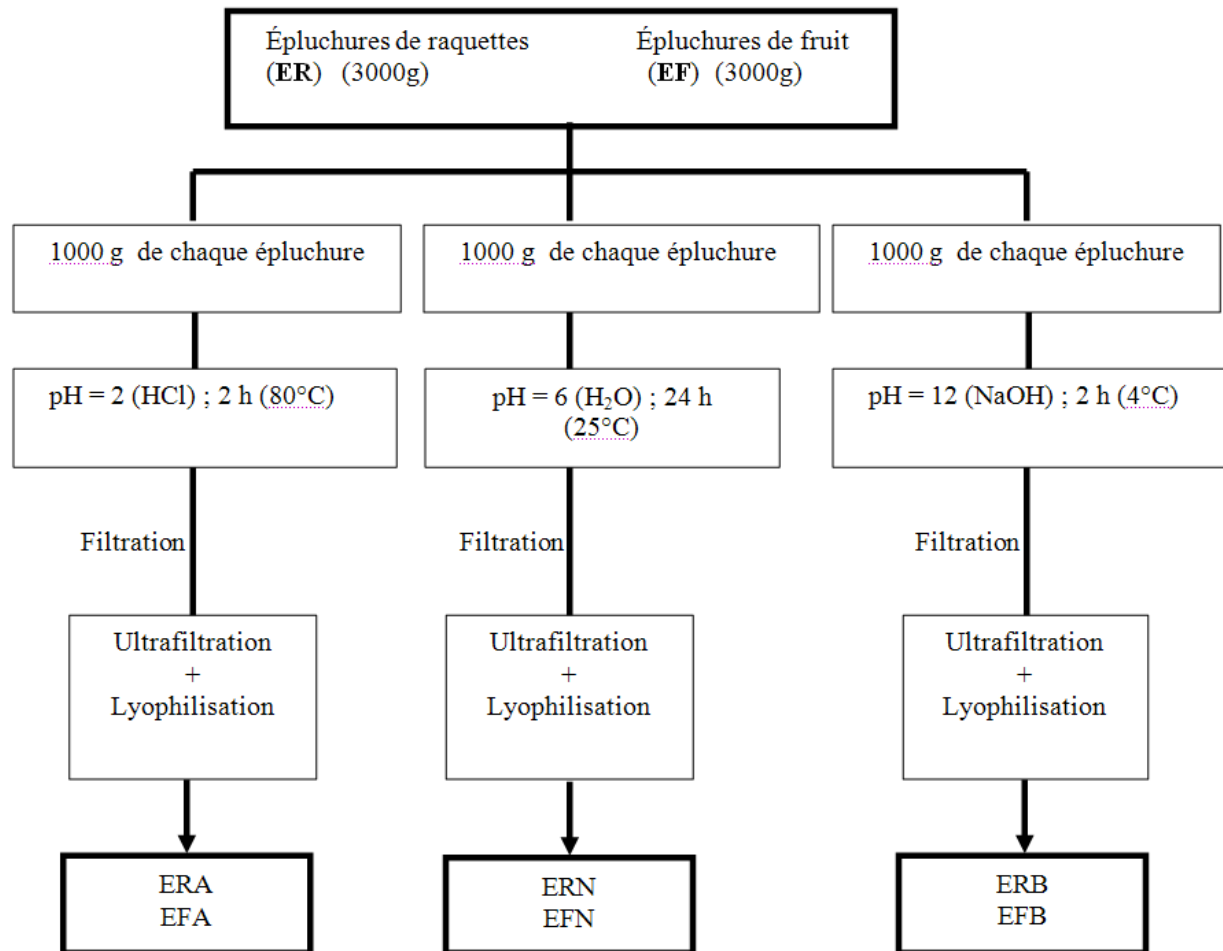 Épluchures de raquettes Épluchures de fruit
(ER) (3000g) (EF) (3000g)
1000 g de chaque épluchure
1000 g de chaque épluchure
1000 g de chaque épluchure
pH = 2 (HCl) ; 2 h (80°C)
pH = 6 (H₂O) ; 24 h
(25°C)
pH = 12 (NaOH) ; 2 h (4°C)
Filtration
Filtration
Filtration
Ultrafiltration
+
Lyophilisation
Ultrafiltration
+
Lyophilisation
Ultrafiltration
+
Lyophilisation
ERA
EFA
ERN
EFN
ERB
EFB